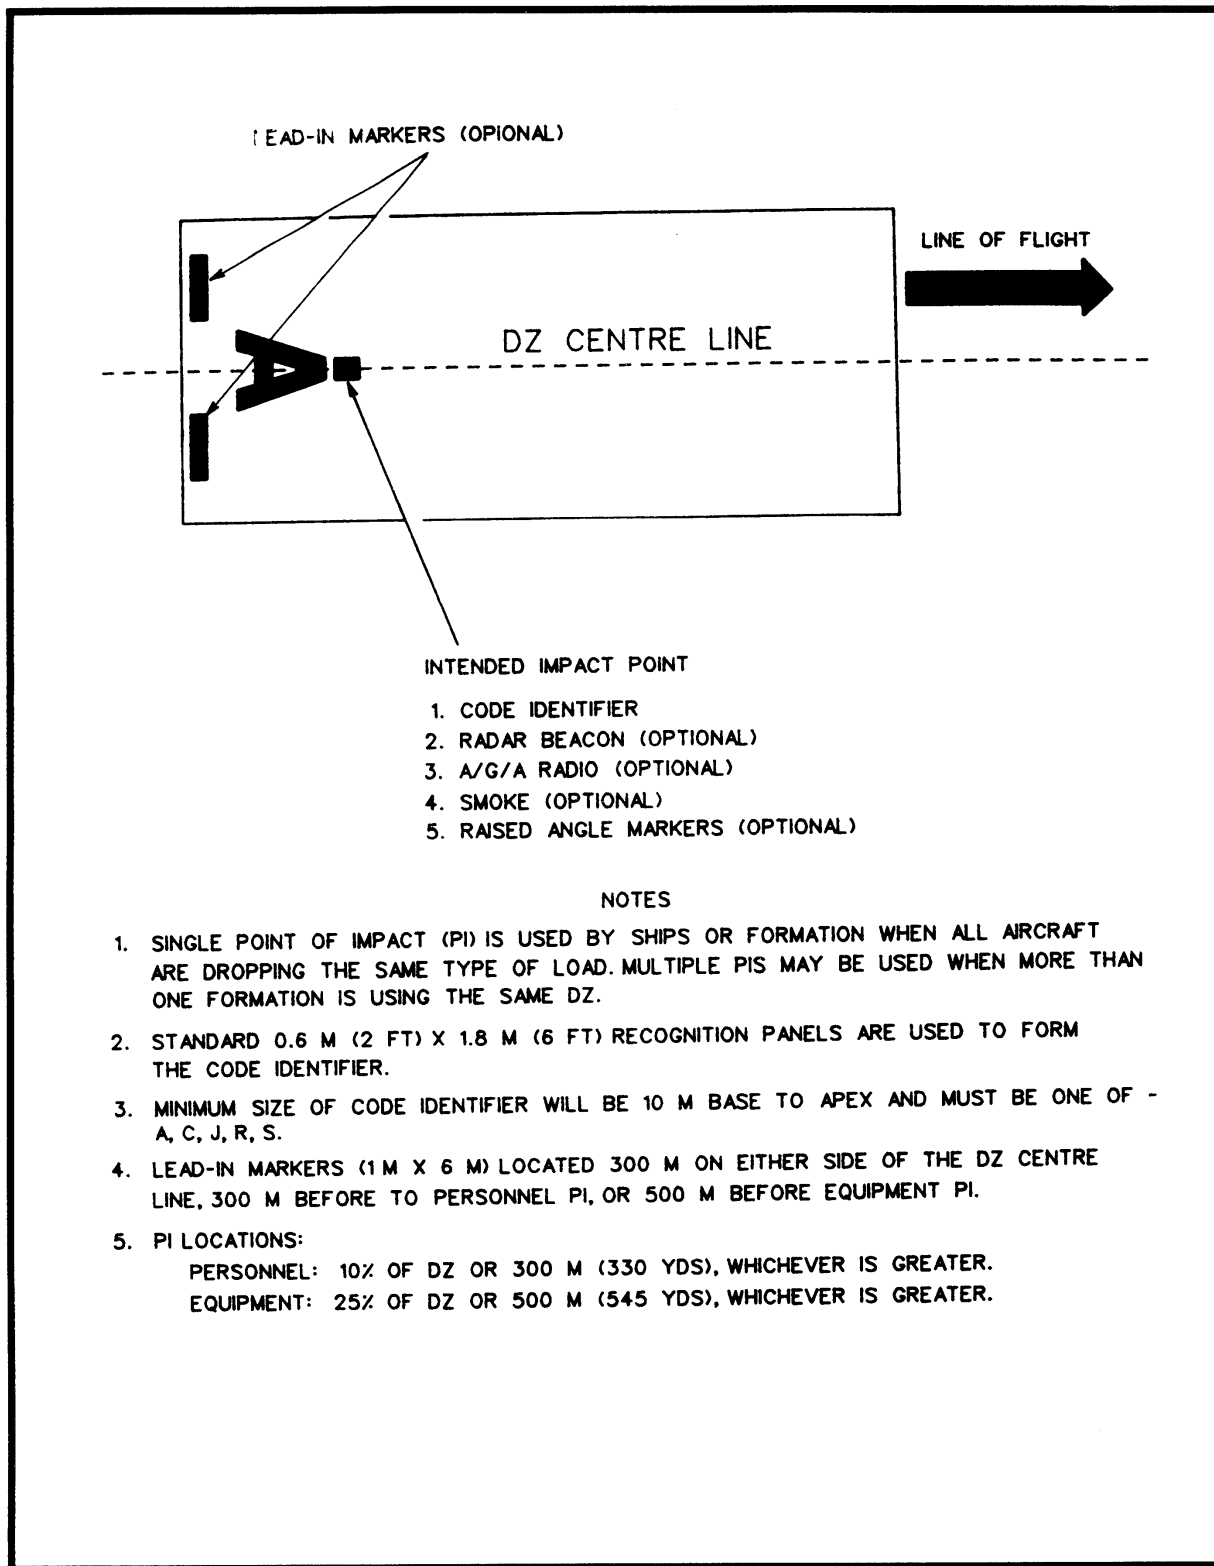 LEAD-IN MARKERS (OPIONAL)
LINE OF FLIGHT
DZ CENTRE LINE
A
INTENDED IMPACT POINT
1. CODE IDENTIFIER
2. RADAR BEACON (OPTIONAL)
3. A/G/A RADIO (OPTIONAL)
4. SMOKE (OPTIONAL)
5. RAISED ANGLE MARKERS (OPTIONAL)
NOTES
1. SINGLE POINT OF IMPACT (PI) IS USED BY SHIPS OR FORMATION WHEN ALL AIRCRAFT
ARE DROPPING THE SAME TYPE OF LOAD. MULTIPLE PIS MAY BE USED WHEN MORE THAN
ONE FORMATION IS USING THE SAME DZ.
2. STANDARD 0.6 M (2 FT) X 1.8 M (6 FT) RECOGNITION PANELS ARE USED TO FORM
THE CODE IDENTIFIER.
3. MINIMUM SIZE OF CODE IDENTIFIER WILL BE 10 M BASE TO APEX AND MUST BE ONE OF -
A, C, J, R, S.
4. LEAD-IN MARKERS (1 M X 6 M) LOCATED 300 M ON EITHER SIDE OF THE DZ CENTRE
LINE, 300 M BEFORE TO PERSONNEL PI, OR 500 M BEFORE EQUIPMENT PI.
5. PI LOCATIONS:
PERSONNEL: 10% OF DZ OR 300 M (330 YDS), WHICHEVER IS GREATER.
EQUIPMENT: 25% OF DZ OR 500 M (545 YDS), WHICHEVER IS GREATER.